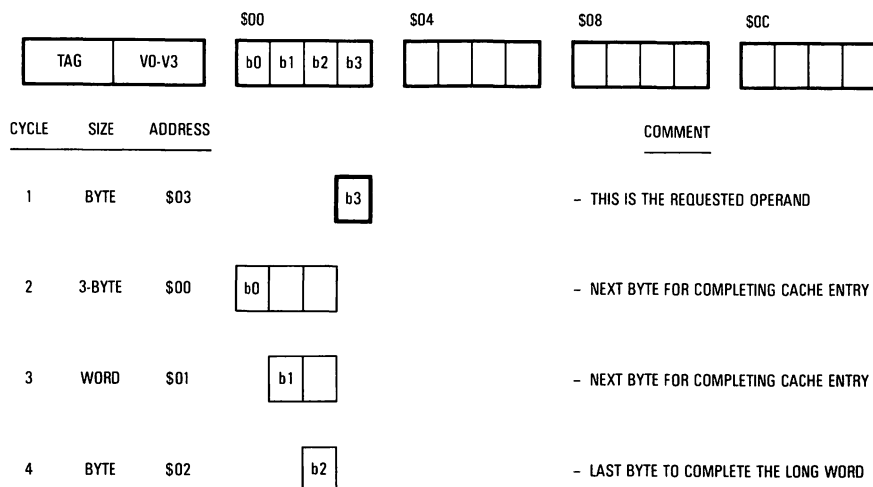 $00 $04 $08 $0C
TAG V0-V3 b0 b1 b2 b3
CYCLE SIZE ADDRESS COMMENT
1 BYTE $03 b3 – THIS IS THE REQUESTED OPERAND
2 3-BYTE $00 b0 – NEXT BYTE FOR COMPLETING CACHE ENTRY
3 WORD $01 b1 – NEXT BYTE FOR COMPLETING CACHE ENTRY
4 BYTE $02 b2 – LAST BYTE TO COMPLETE THE LONG WORD